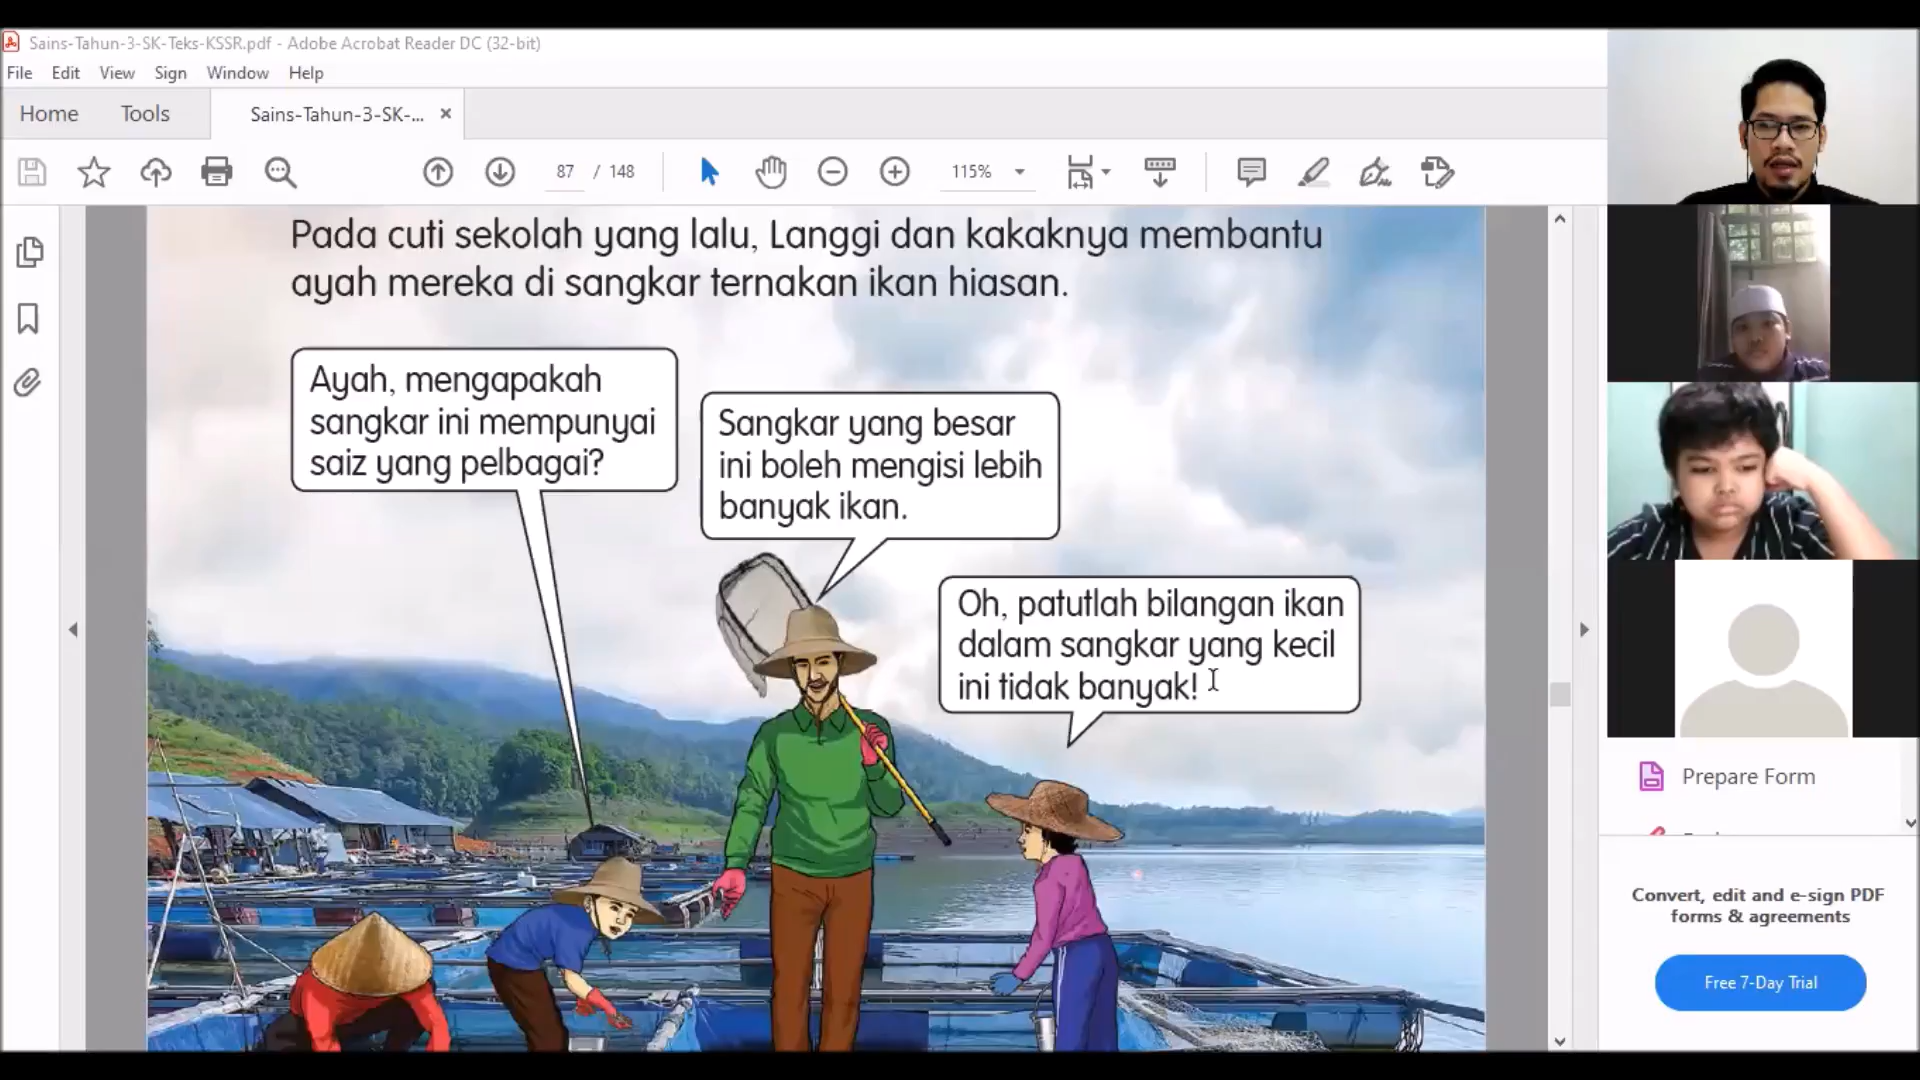 Sains-Tahun-3-SK-Teks-KSSR.pdf - Adobe Acrobat Reader DC (32-bit)
File Edit View Sign Window Help
Home Tools Sains-Tahun-3-SK-... ×
87 / 148 115%
Pada cuti sekolah yang lalu, Langgi dan kakaknya membantu
ayah mereka di sangkar ternakan ikan hiasan.
Ayah, mengapakah
sangkar ini mempunyai
saiz yang pelbagai?
Sangkar yang besar
ini boleh mengisi lebih
banyak ikan.
Oh, patutlah bilangan ikan
dalam sangkar yang kecil
ini tidak banyak!
Prepare Form
Convert, edit and e-sign PDF
forms & agreements
Free 7-Day Trial